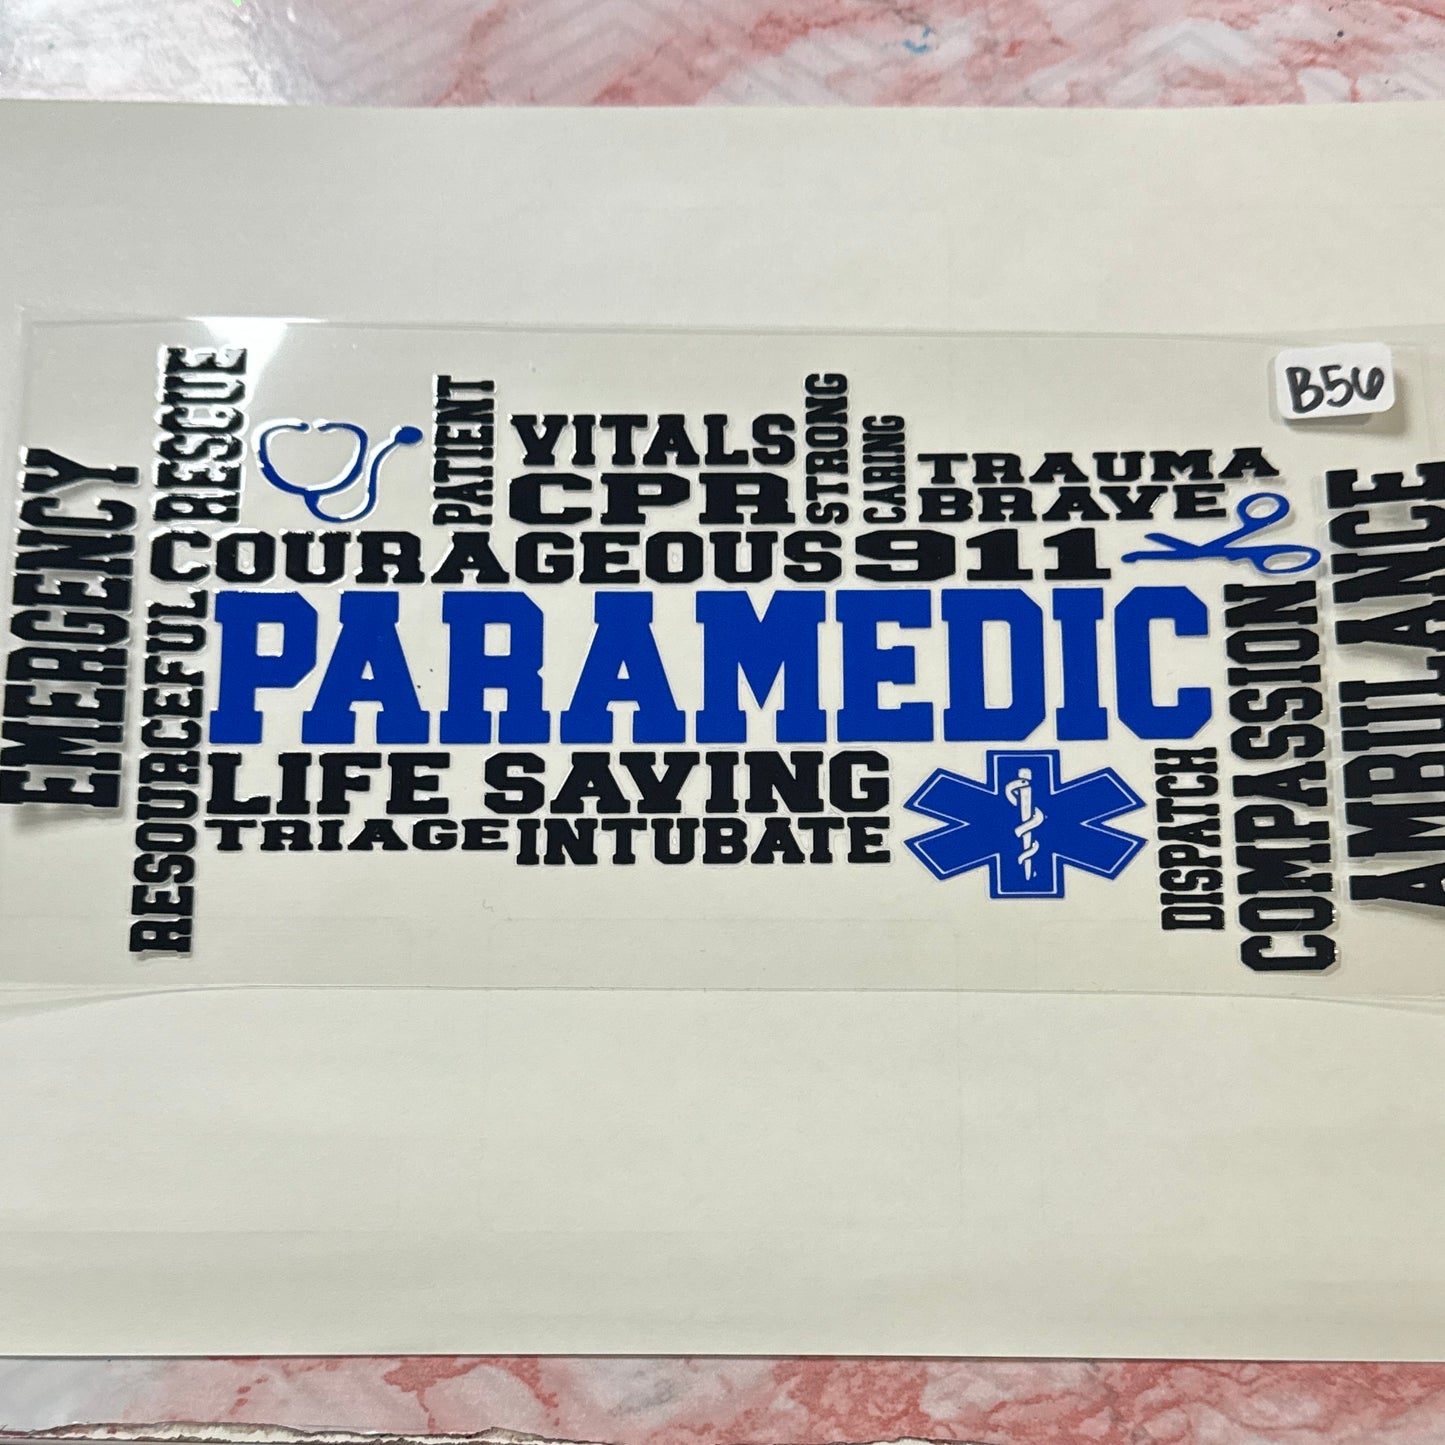 B56
EMERGENCY
RESCUE
RESOURCEFUL
PATIENT
VITALS
CPR
STRONG
CARING
TRAUMA
BRAVE
COURAGEOUS 911
PARAMEDIC
LIFE SAVING
TRIAGE INTUBATE
DISPATCH
COMPASSION
AMBULANCE